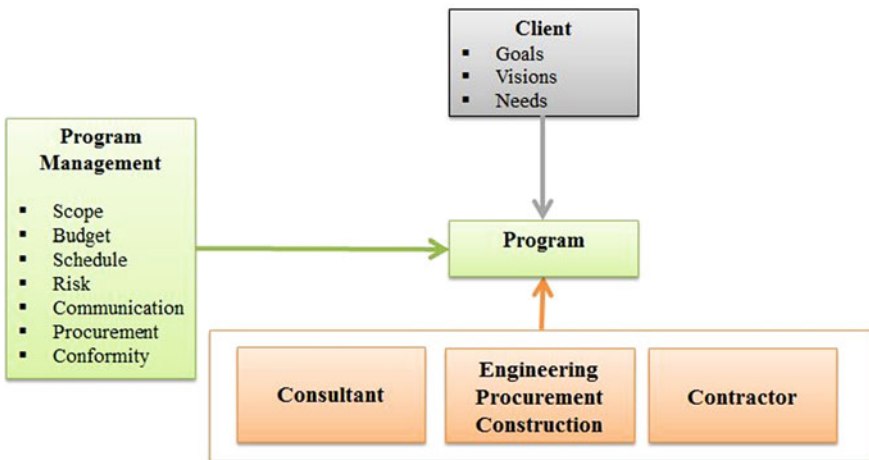 Client
▪ Goals
▪ Visions
▪ Needs
Program
Management
▪ Scope
▪ Budget
▪ Schedule
▪ Risk
▪ Communication
▪ Procurement
▪ Conformity
Program
Consultant
Engineering
Procurement
Construction
Contractor